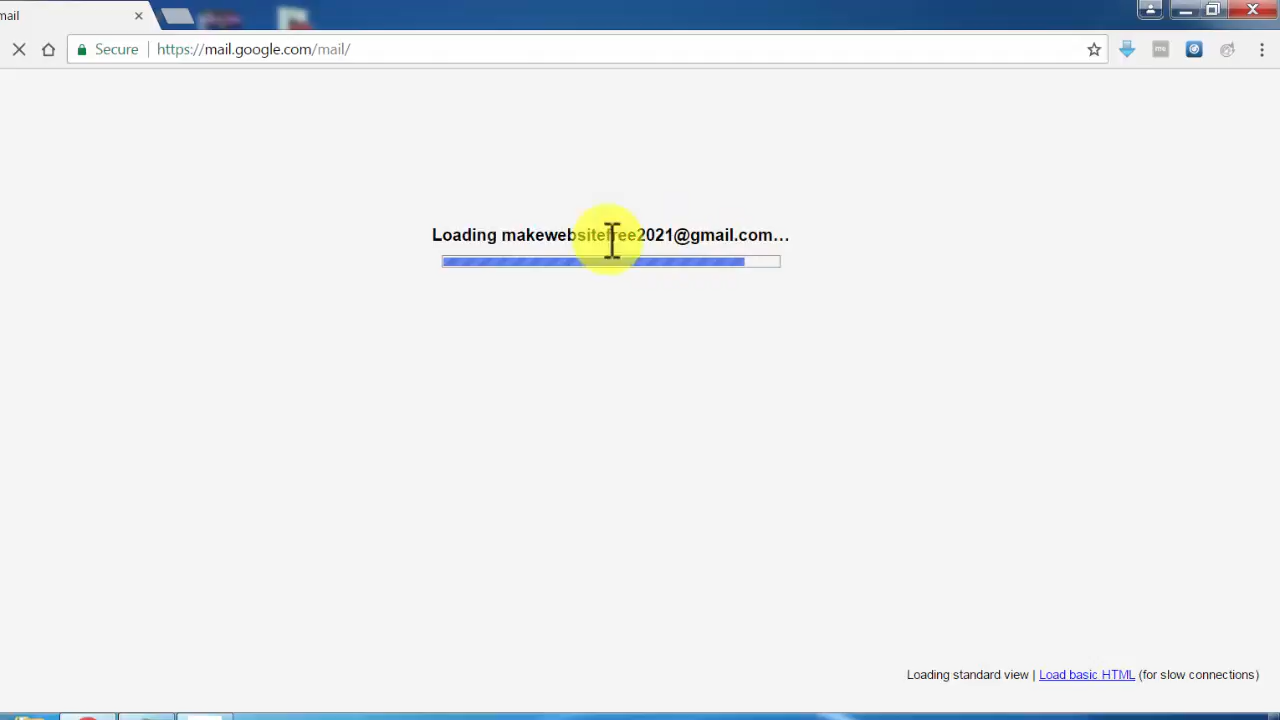 mail
Secure
https://mail.google.com/mail/
Loading makewebsitefree2021@gmail.com...
Loading standard view | Load basic HTML (for slow connections)